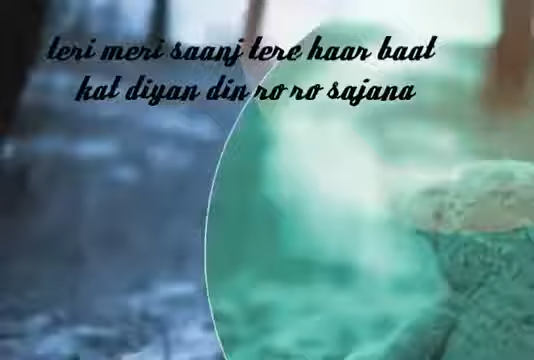 teri meri saanj tere haar baat
kat diyan din ro ro sajana